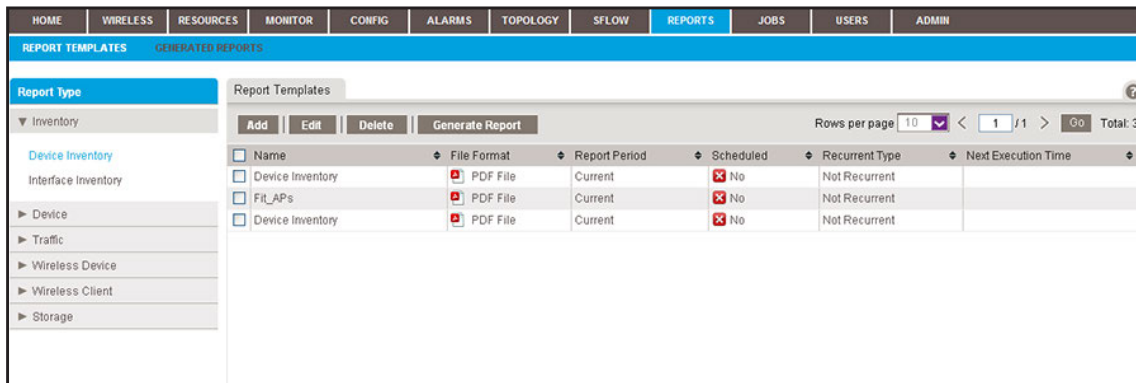 HOME WIRELESS RESOURCES MONITOR CONFIG ALARMS TOPOLOGY SFLOW REPORTS JOBS USERS ADMIN
REPORT TEMPLATES GENERATED REPORTS
Report Type
Inventory
Device Inventory
Interface Inventory
Device
Traffic
Wireless Device
Wireless Client
Storage
Report Templates ?
Add Edit Delete Generate Report Rows per page 10 < 1 /1 > Go Total: 3
Name File Format Report Period Scheduled Recurrent Type Next Execution Time
Device Inventory PDF File Current No Not Recurrent
Fit_APs PDF File Current No Not Recurrent
Device Inventory PDF File Current No Not Recurrent